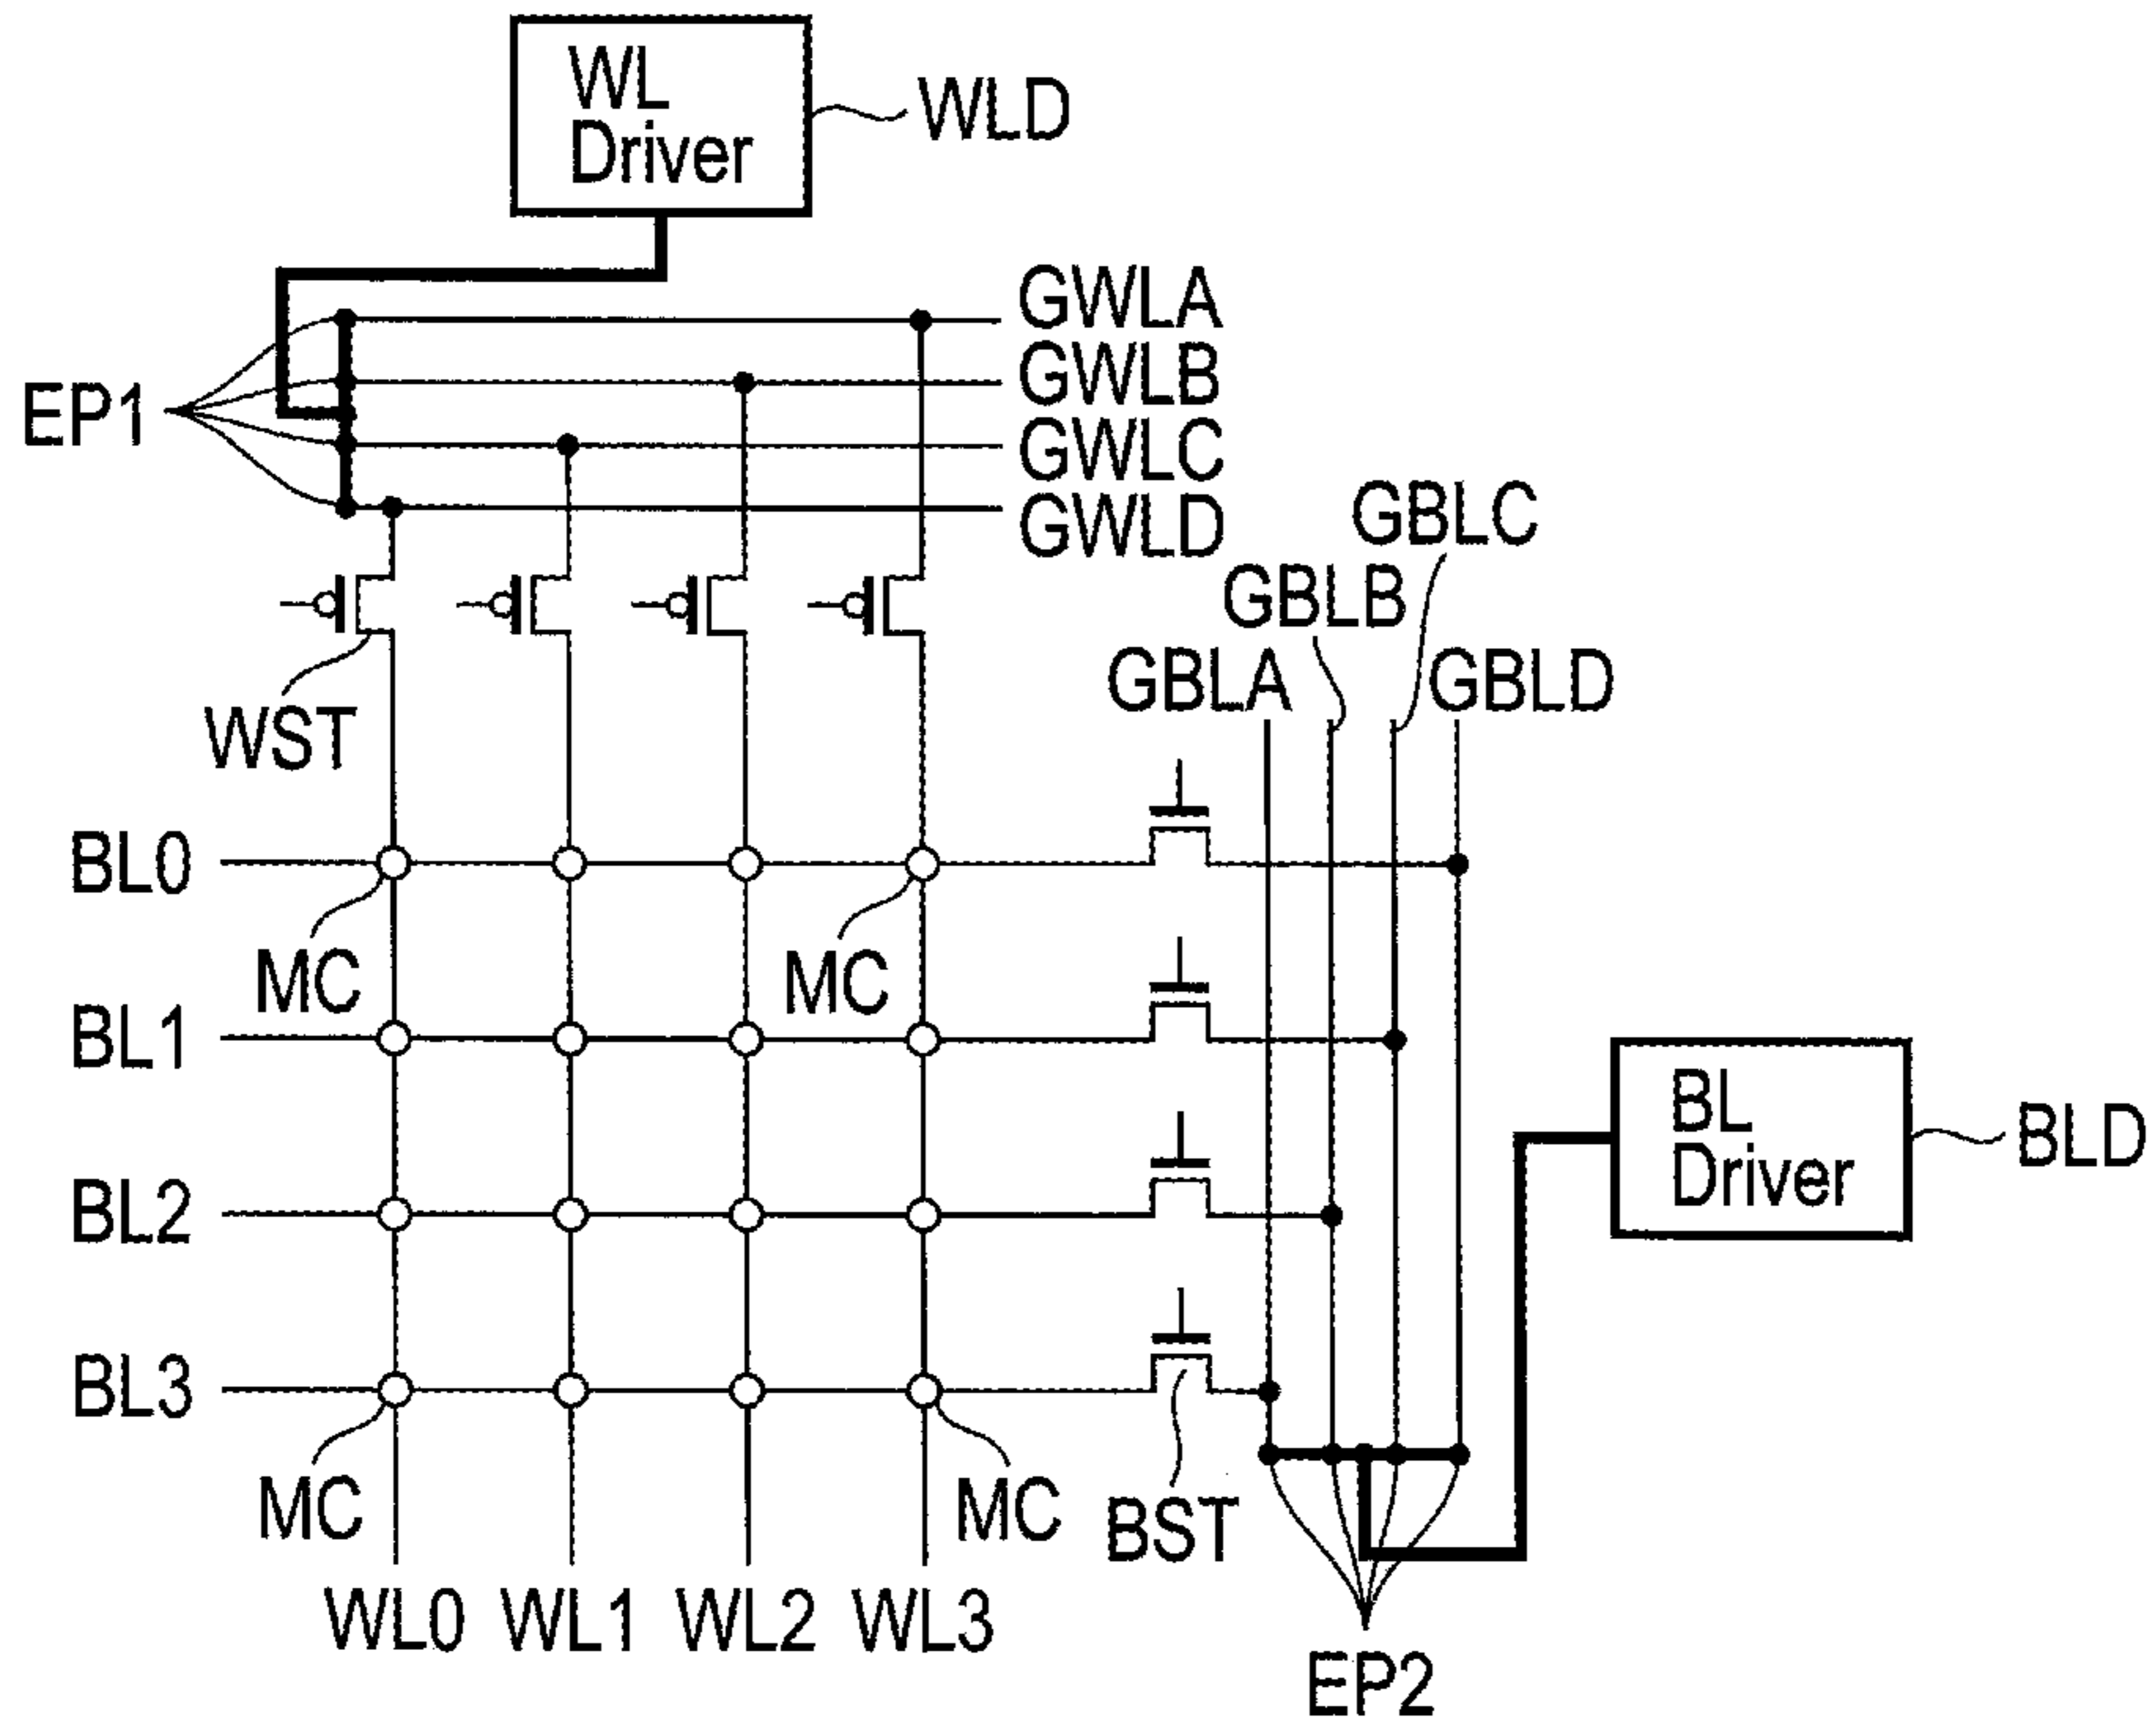 WL
Driver
WLD
GWLA
GWLB
GWLC
GWLD
EP1
GBLC
GBLB
GBLA
GBLD
WST
BL0
MC
MC
BL1
BL
Driver
BLD
BL2
BL3
MC
MC
BST
WL0
WL1
WL2
WL3
EP2